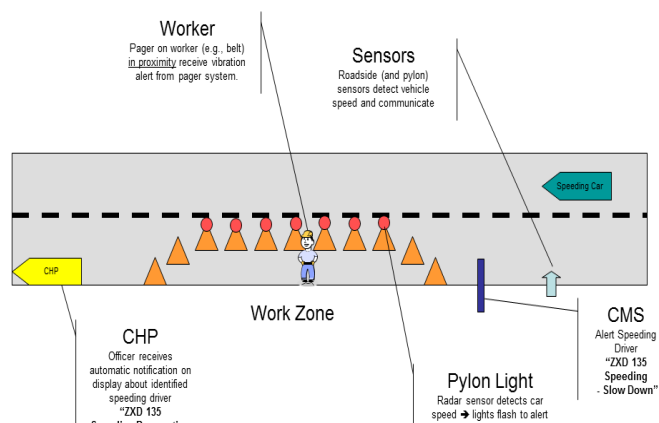 Worker
Pager on worker (e.g., belt)
in proximity receive vibration
alert from pager system.
Sensors
Roadside (and pylon)
sensors detect vehicle
speed and communicate
Speeding Car
CHP
Work Zone
CHP
Officer receives
automatic notification on
display about identified
speeding driver
"ZXD 135
Pylon Light
Radar sensor detects car
speed ➔ lights flash to alert
CMS
Alert Speeding
Driver
"ZXD 135
Speeding
- Slow Down"